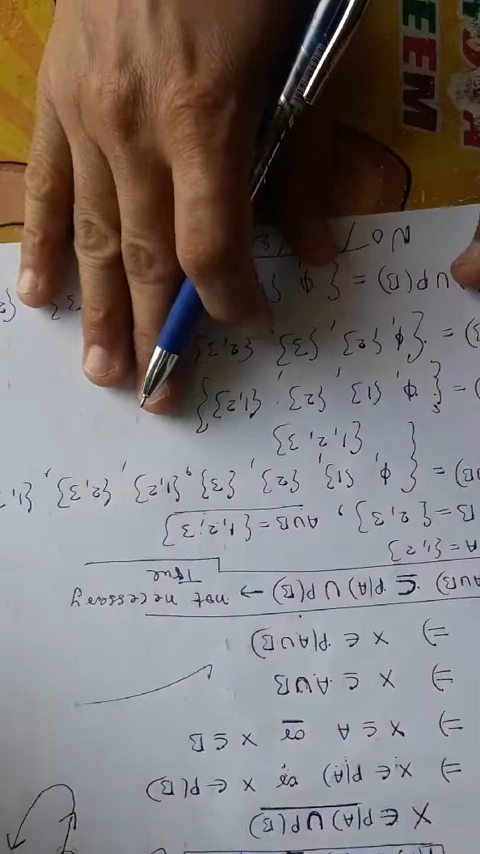 X ∈ P(A) ∪ P(B)
⇒ X ∈ P(A) or X ∈ P(B)
⇒ X ⊆ A or X ⊆ B
⇒ X ⊆ A∪B
⇒ X ∈ P(A∪B)
A∪B) ⊆ P(A) ∪ P(B) → not necessary
True
A = {1,2}
B = {2,3}, A∪B = {1,2,3}
B) = { φ, {1}, {2}, {3}, {1,2}, {2,3}, {1,
{1,2,3} }
) = { φ, {1}, {2}, {1,2} }
) = { φ, {2}, {3}, {2,3}
∪P(B) = { φ,
NOT
EEM